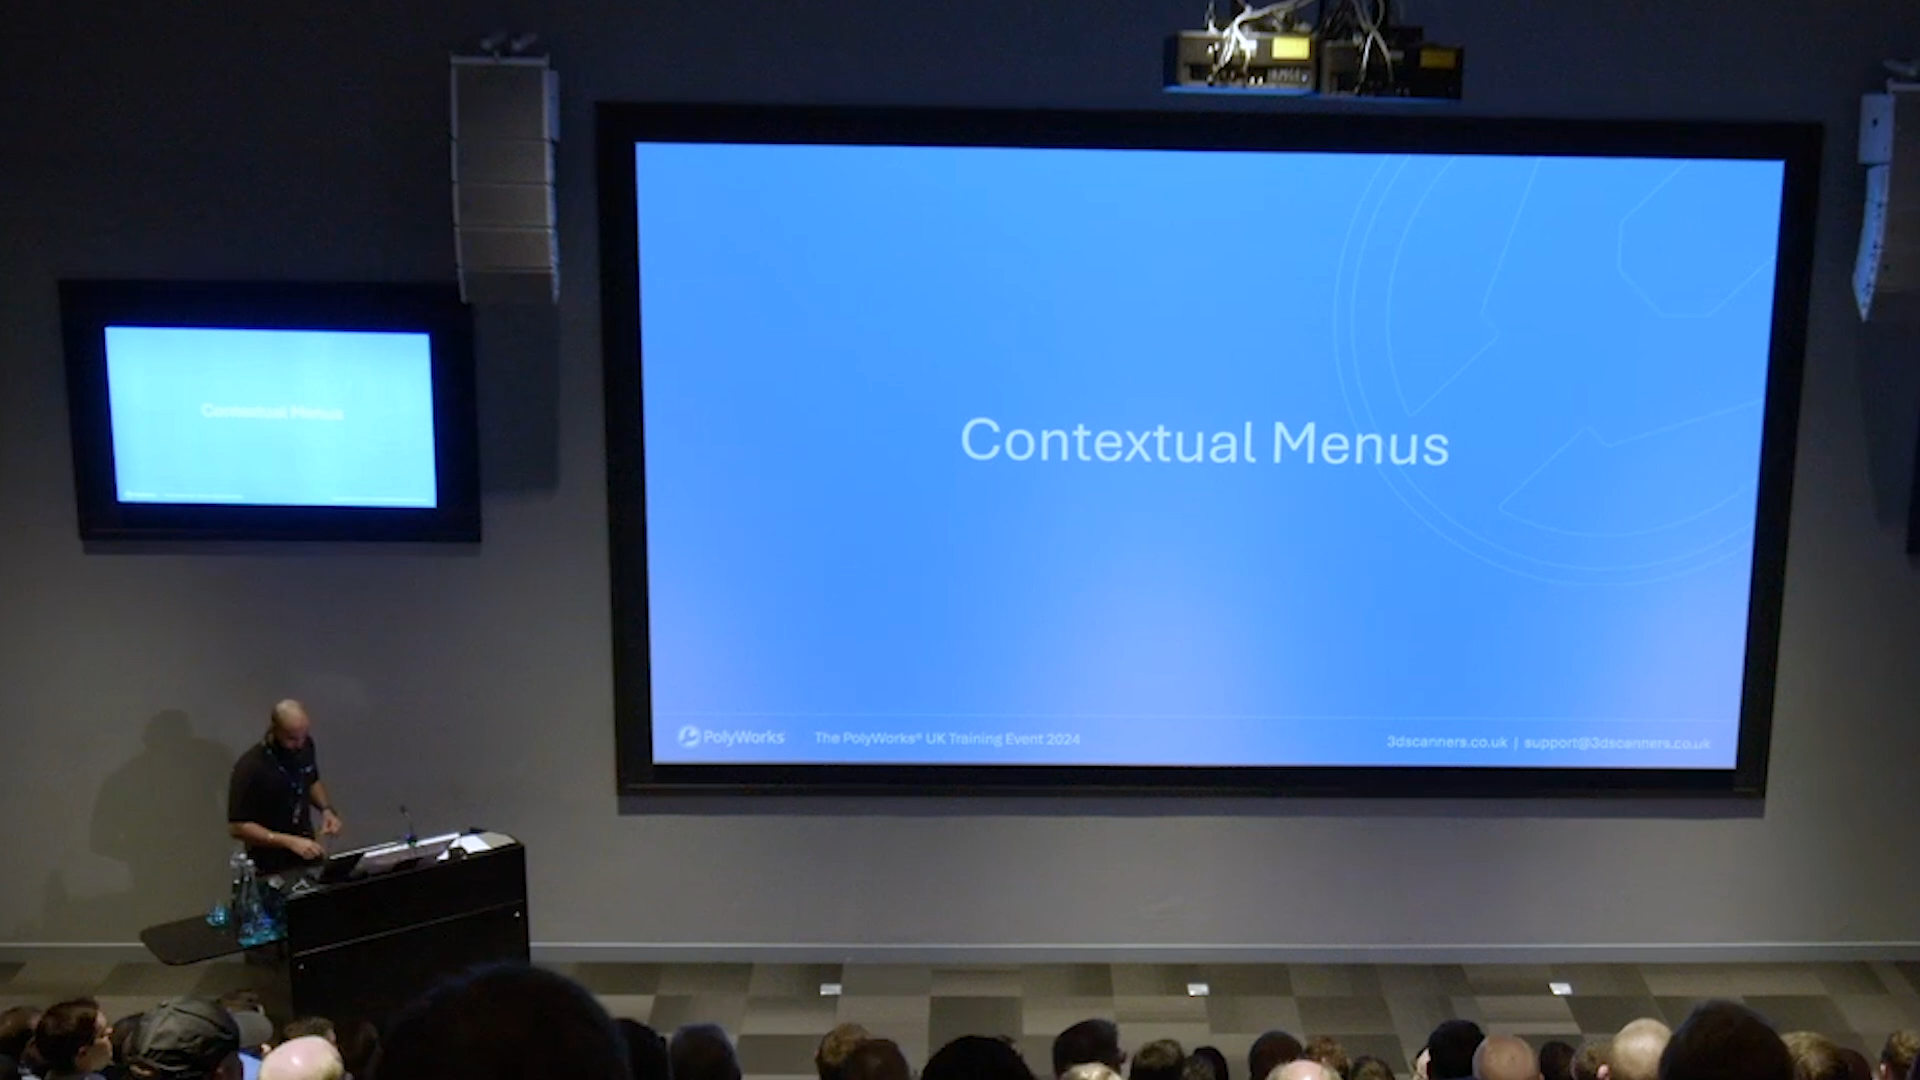 Contextual Menus
Contextual Menus
PolyWorks
The PolyWorks® UK Training Event 2024
3dscanners.co.uk | support@3dscanners.co.uk